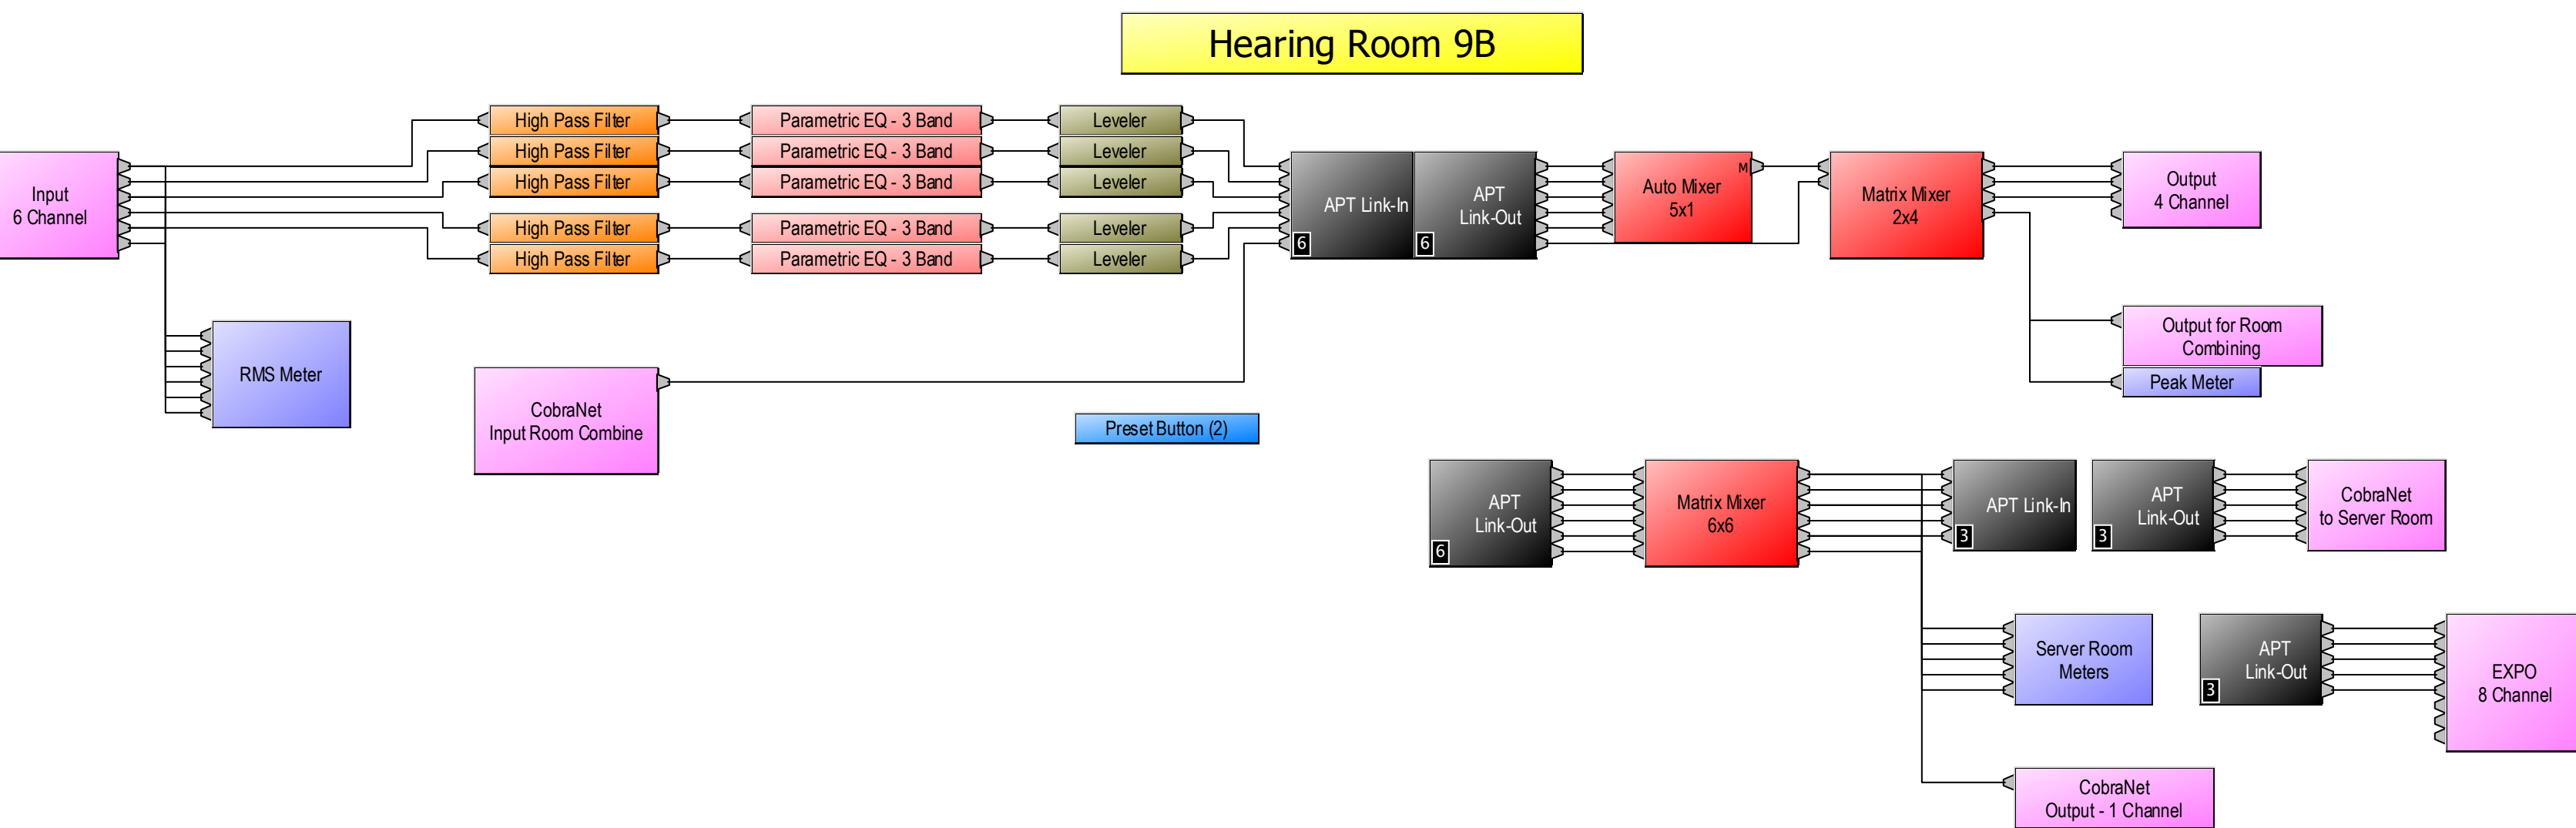 Hearing Room 9B
High Pass Filter
Parametric EQ - 3 Band
Leveler
High Pass Filter
Parametric EQ - 3 Band
Leveler
High Pass Filter
Parametric EQ - 3 Band
Leveler
High Pass Filter
Parametric EQ - 3 Band
Leveler
High Pass Filter
Parametric EQ - 3 Band
Leveler
Input
6 Channel
APT Link-In
6
APT
Link-Out
6
M
Auto Mixer
5x1
Matrix Mixer
2x4
Output
4 Channel
RMS Meter
CobraNet
Input Room Combine
Output for Room
Combining
Peak Meter
Preset Button (2)
APT
Link-Out
6
Matrix Mixer
6x6
APT Link-In
3
APT
Link-Out
3
CobraNet
to Server Room
Server Room
Meters
APT
Link-Out
3
EXPO
8 Channel
CobraNet
Output - 1 Channel